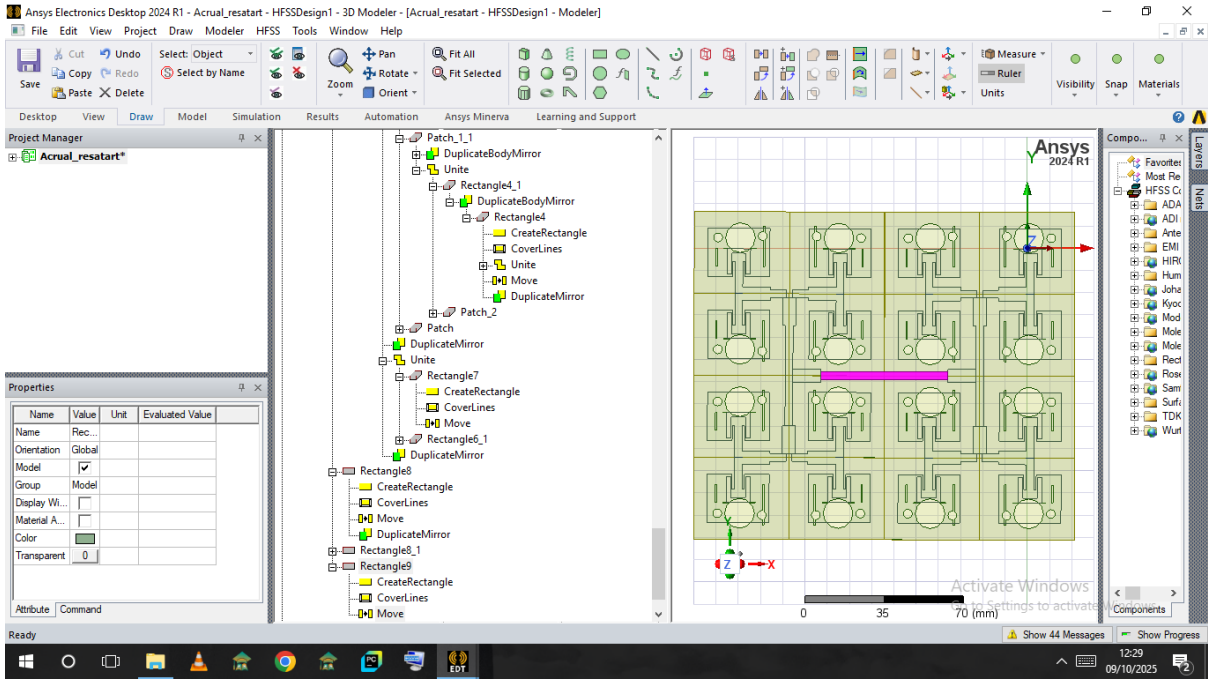 Ansys Electronics Desktop 2024 R1 - Acrual_resatart - HFSSDesign1 - 3D Modeler - [Acrual_resatart - HFSSDesign1 - Modeler]
File Edit View Project Draw Modeler HFSS Tools Window Help
Save
Cut
Copy
Paste
Undo
Redo
Delete
Select: Object
Select by Name
Zoom
Pan
Rotate
Orient
Fit All
Fit Selected
Measure
Ruler
Units
Visibility
Snap
Materials
Desktop View Draw Model Simulation Results Automation Ansys Minerva Learning and Support
Project Manager
Acrual_resatart*
Properties
Name Value Unit Evaluated Value
Name Rec...
Orientation Global
Model
Group Model
Display Wi...
Material A...
Color
Transparent 0
Attribute Command
Patch_1_1
DuplicateBodyMirror
Unite
Rectangle4_1
DuplicateBodyMirror
Rectangle4
CreateRectangle
CoverLines
Unite
Move
DuplicateMirror
Patch_2
Patch
DuplicateMirror
Unite
Rectangle7
CreateRectangle
CoverLines
Move
Rectangle6_1
DuplicateMirror
Rectangle8
CreateRectangle
CoverLines
Move
DuplicateMirror
Rectangle8_1
Rectangle9
CreateRectangle
CoverLines
Move
Ansys
2024 R1
Y
Z
Y
Z
X
0 35 70 (mm)
Activate Windows
Go to Settings to activate Windows.
Compo...
Favorites
Most Re
HFSS Co
ADA
ADI
Ante
EMI
HIRO
Hum
Joha
Kyoc
Mod
Mole
Mole
Rect
Rose
Sam
Surfa
TDK
Wurt
Components
Layers
Nets
Ready
Show 44 Messages
Show Progress
PC
EDT
12:29
09/10/2025
2